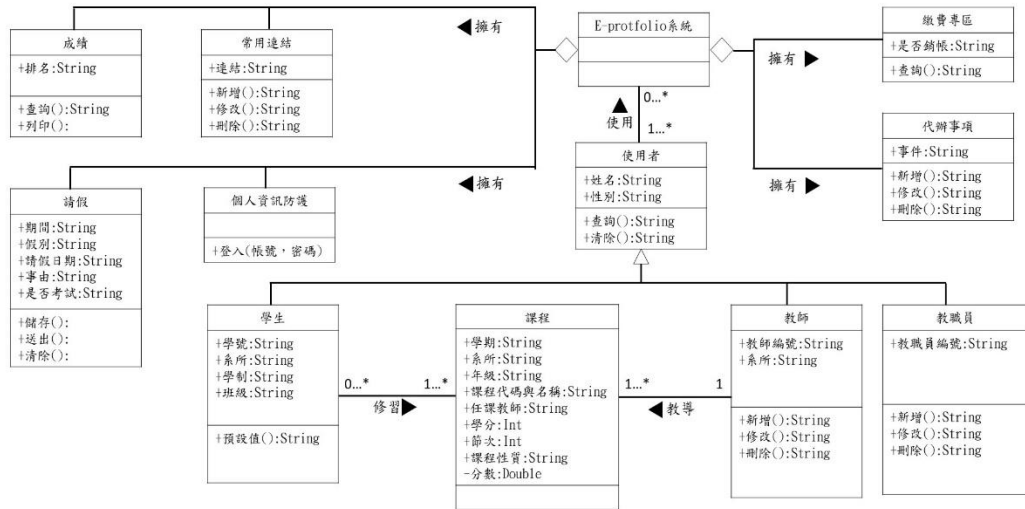 成績
+排名:String
+查詢():String
+列印():
常用連結
+連結:String
+新增():String
+修改():String
+刪除():String
◀擁有
E-protfolio系統
擁有▶
繳費專區
+是否銷帳:String
+查詢():String
代辦事項
+事件:String
+新增():String
+修改():String
+刪除():String
擁有▶
0...*
▲
使用
1...*
使用者
+姓名:String
+性別:String
+查詢():String
+清除():String
◀擁有
請假
+期間:String
+假別:String
+請假日期:String
+事由:String
+是否考試:String
+儲存():
+送出():
+清除():
個人資訊防護
+登入(帳號，密碼)
學生
+學號:String
+系所:String
+學制:String
+班級:String
+預設值():String
0...*
1...*
修習▶
課程
+學期:String
+系所:String
+年級:String
+課程代碼與名稱:String
+任課教師:String
+學分:Int
+節次:Int
+課程性質:String
-分數:Double
1...*
1
◀教導
教師
+教師編號:String
+系所:String
+新增():String
+修改():String
+刪除():String
教職員
+教職員編號:String
+新增():String
+修改():String
+刪除():String